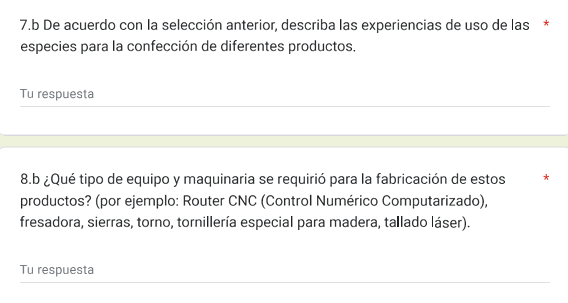 7.b De acuerdo con la selección anterior, describa las experiencias de uso de las *
especies para la confección de diferentes productos.
Tu respuesta
8.b ¿Qué tipo de equipo y maquinaria se requirió para la fabricación de estos *
productos? (por ejemplo: Router CNC (Control Numérico Computarizado),
fresadora, sierras, torno, tornillería especial para madera, tallado láser).
Tu respuesta